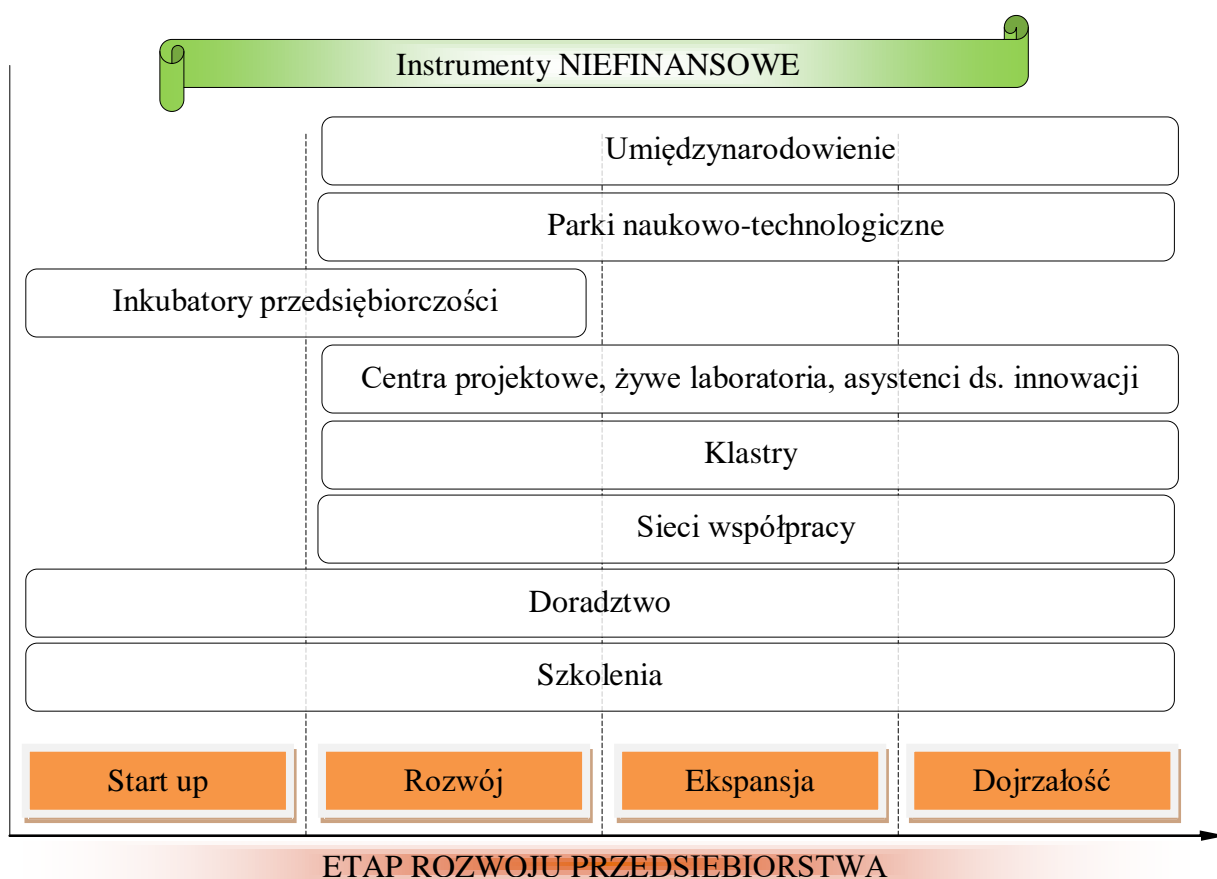 Instrumenty NIEFINANSOWE
Umiędzynarodowienie
Parki naukowo-technologiczne
Inkubatory przedsiębiorczości
Centra projektowe, żywe laboratoria, asystenci ds. innowacji
Klastry
Sieci współpracy
Doradztwo
Szkolenia
Start up
Rozwój
Ekspansja
Dojrzałość
ETAP ROZWOJU PRZEDSIEBIORSTWA